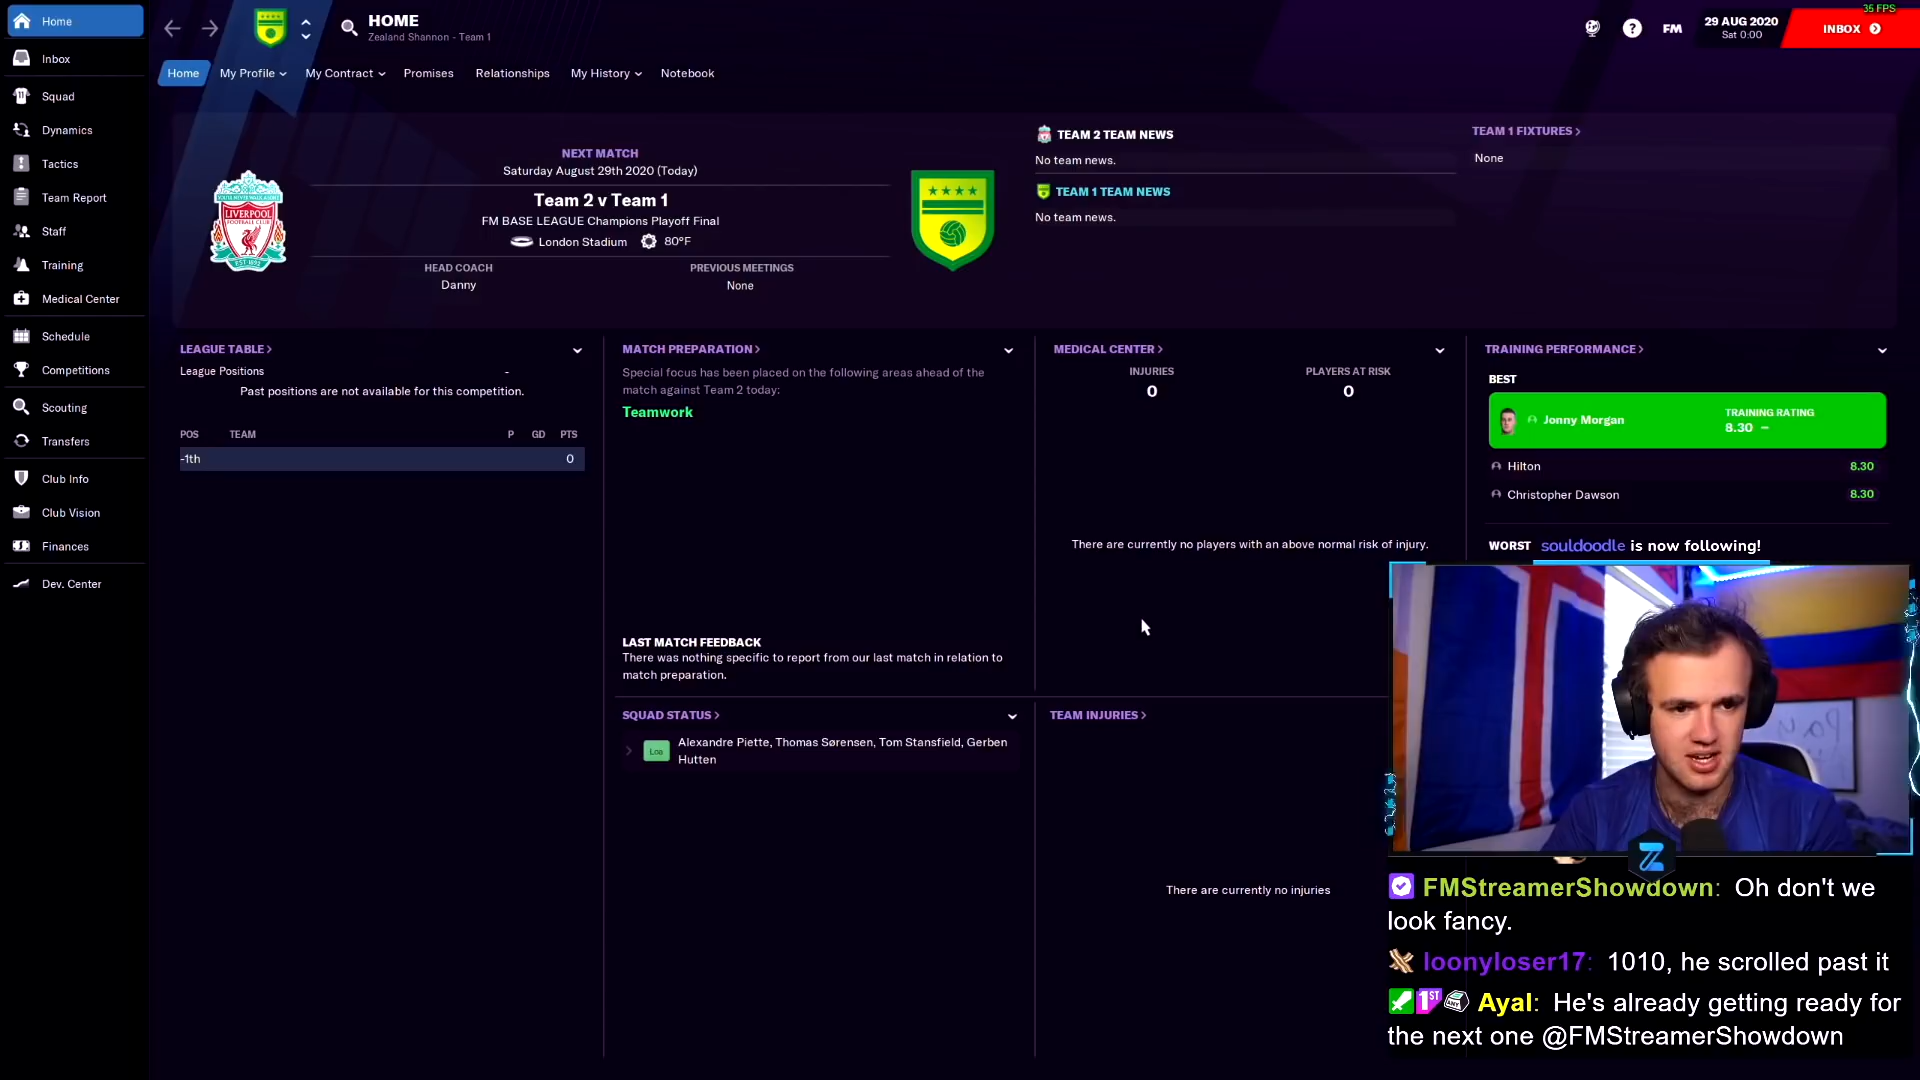 35 FPS
Home
HOME
Zealand Shannon - Team 1
FM
29 AUG 2020
Sat 0:00
INBOX
Home
My Profile
My Contract
Promises
Relationships
My History
Notebook
Inbox
Squad
Dynamics
Tactics
Team Report
Staff
Training
Medical Center
Schedule
Competitions
Scouting
Transfers
Club Info
Club Vision
Finances
Dev. Center
NEXT MATCH
Saturday August 29th 2020 (Today)
Team 2 v Team 1
FM BASE LEAGUE Champions Playoff Final
London Stadium 80°F
HEAD COACH
Danny
PREVIOUS MEETINGS
None
LIVERPOOL
FOOTBALL CLUB
EST·1892
TEAM 2 TEAM NEWS
No team news.
TEAM 1 TEAM NEWS
No team news.
TEAM 1 FIXTURES >
None
LEAGUE TABLE >
League Positions -
Past positions are not available for this competition.
POS TEAM P GD PTS
-1th 0
MATCH PREPARATION >
Special focus has been placed on the following areas ahead of the
match against Team 2 today:
Teamwork
LAST MATCH FEEDBACK
There was nothing specific to report from our last match in relation to
match preparation.
MEDICAL CENTER >
INJURIES
0
PLAYERS AT RISK
0
There are currently no players with an above normal risk of injury.
TRAINING PERFORMANCE >
BEST
Jonny Morgan
TRAINING RATING
8.30 –
Hilton 8.30
Christopher Dawson 8.30
WORST
souldoodle is now following!
SQUAD STATUS >
Loa
Alexandre Piette, Thomas Sørensen, Tom Stansfield, Gerben
Hutten
TEAM INJURIES >
There are currently no injuries
FMStreamerShowdown: Oh don't we
look fancy.
loonyloser17: 1010, he scrolled past it
1ST Ayal: He's already getting ready for
the next one @FMStreamerShowdown